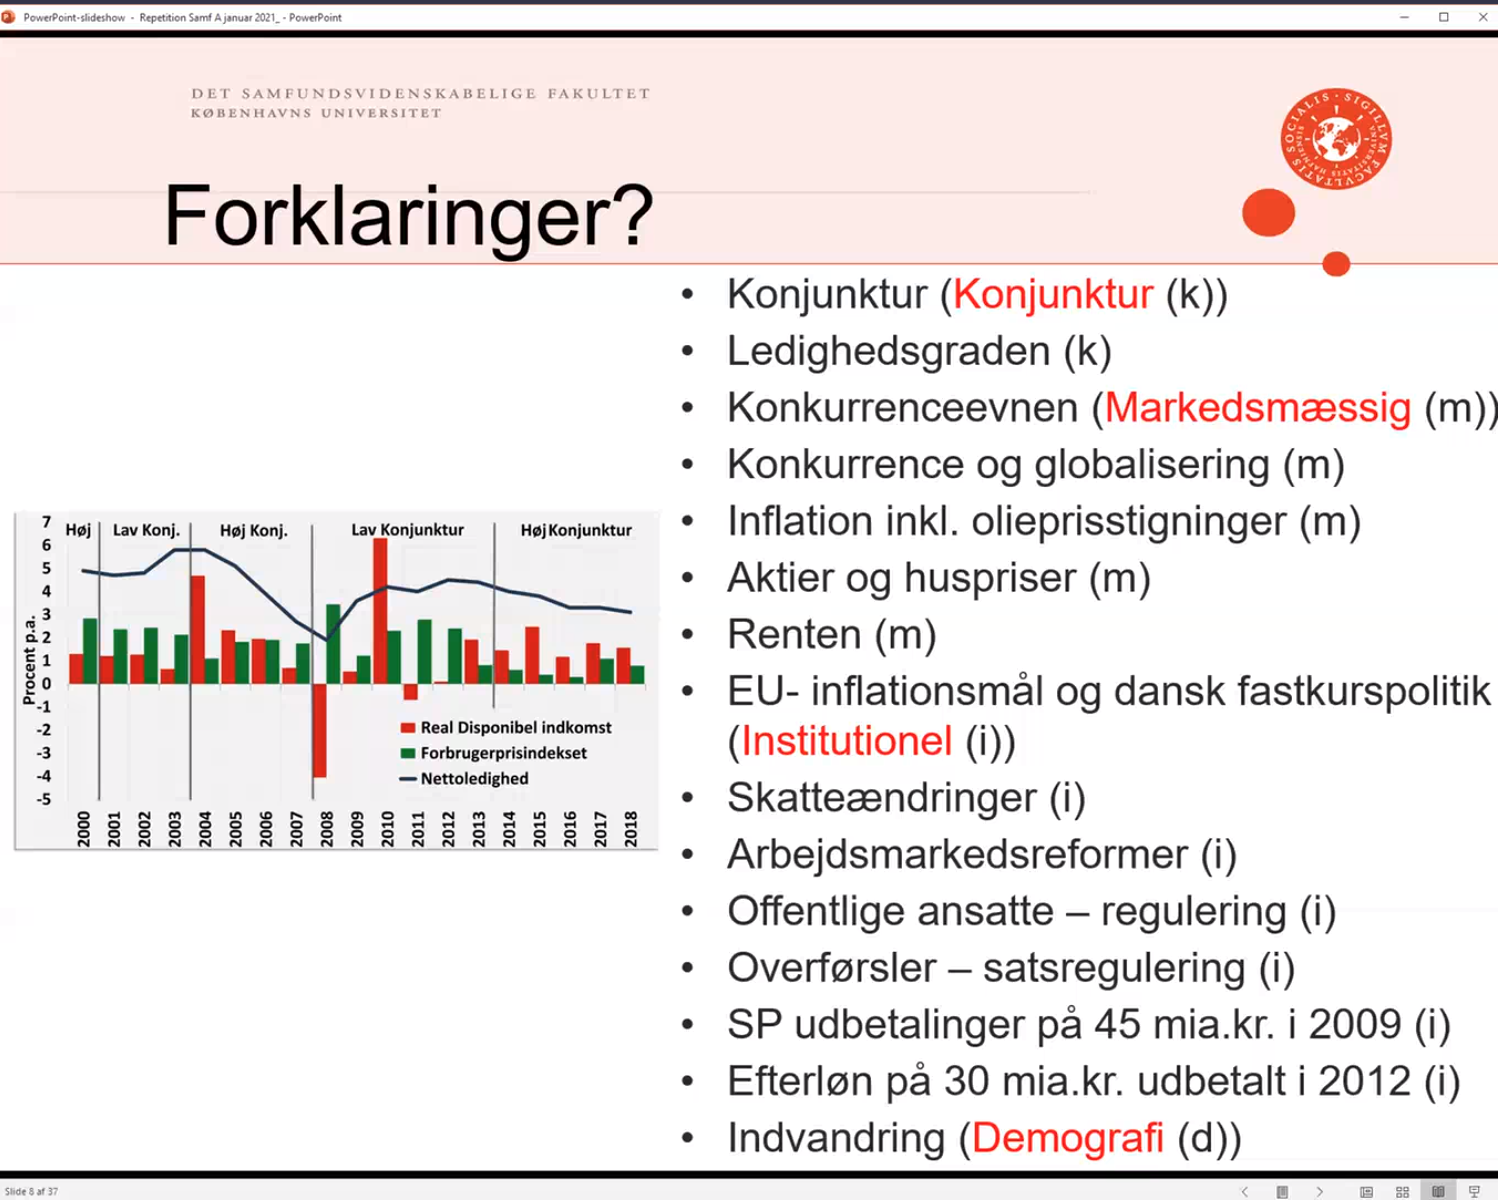 PowerPoint-slideshow - Repetition Samf A januar 2021_ - PowerPoint
DET SAMFUNDSVIDENSKABELIGE FAKULTET
KØBENHAVNS UNIVERSITET
Forklaringer?
• Konjunktur (Konjunktur (k))
• Ledighedsgraden (k)
• Konkurrenceevnen (Markedsmæssig (m))
• Konkurrence og globalisering (m)
• Inflation inkl. olieprisstigninger (m)
• Aktier og huspriser (m)
• Renten (m)
• EU- inflationsmål og dansk fastkurspolitik
(Institutionel (i))
• Skatteændringer (i)
• Arbejdsmarkedsreformer (i)
• Offentlige ansatte – regulering (i)
• Overførsler – satsregulering (i)
• SP udbetalinger på 45 mia.kr. i 2009 (i)
• Efterløn på 30 mia.kr. udbetalt i 2012 (i)
• Indvandring (Demografi (d))
Procent p.a.
7
6
5
4
3
2
1
0
-1
-2
-3
-4
-5
Høj
Lav Konj.
Høj Konj.
Lav Konjunktur
Høj Konjunktur
Real Disponibel indkomst
Forbrugerprisindekset
Nettoledighed
2000
2001
2002
2003
2004
2005
2006
2007
2008
2009
2010
2011
2012
2013
2014
2015
2016
2017
2018
Slide 8 af 37